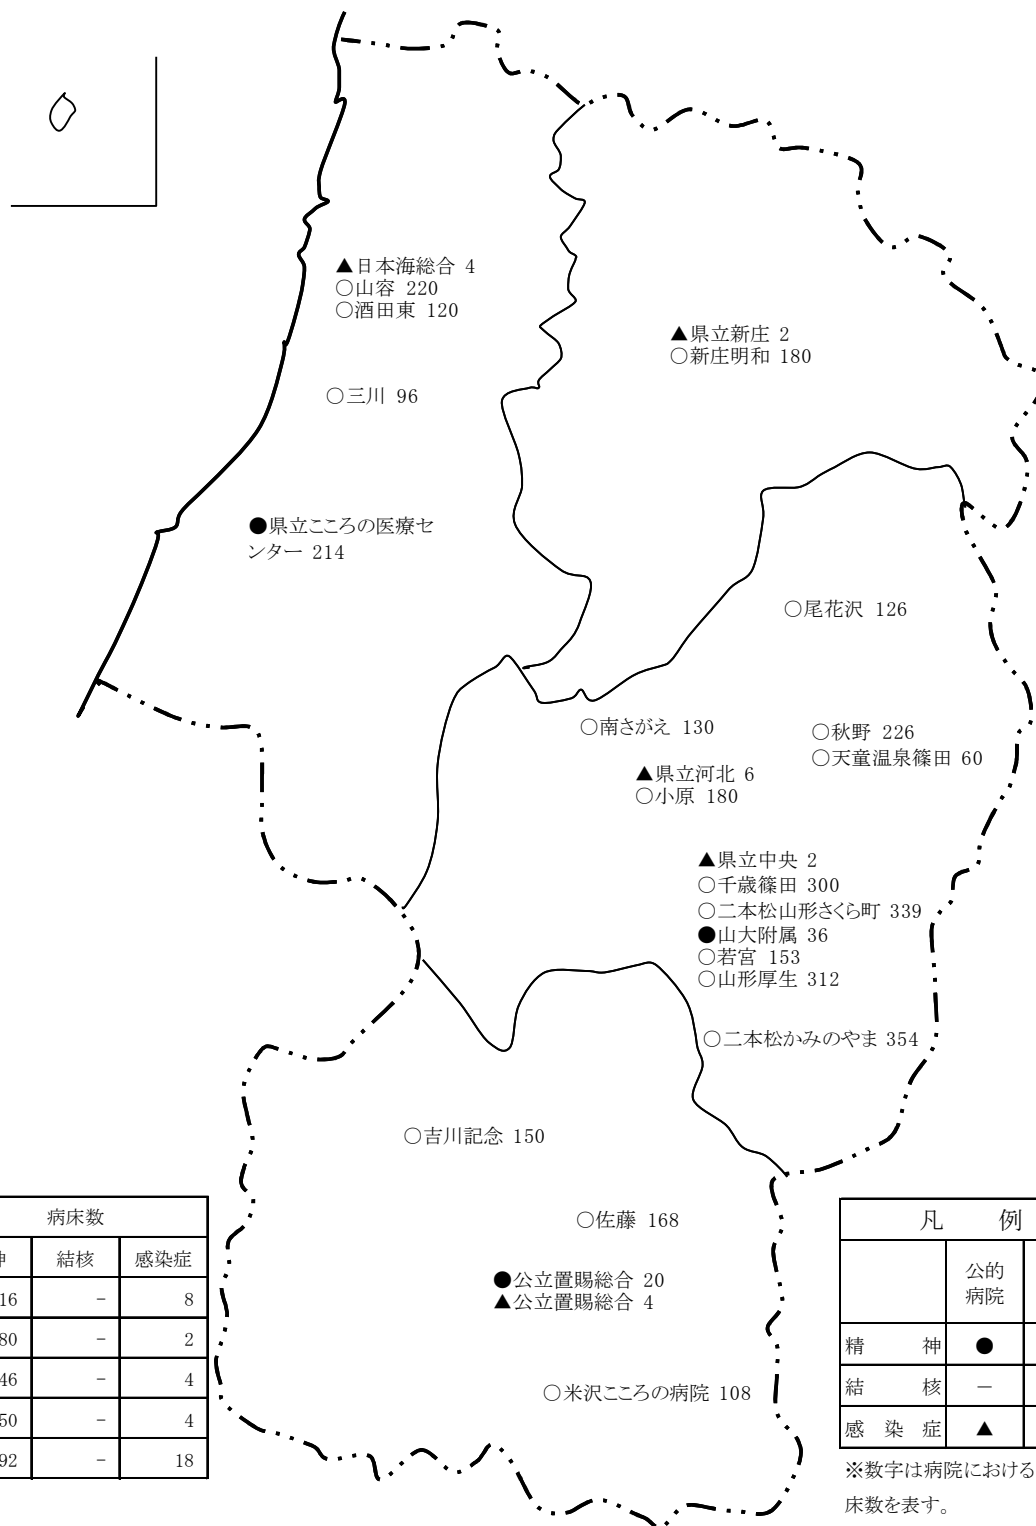 ▲日本海総合 4
○山容 220
○酒田東 120
▲県立新庄 2
○新庄明和 180
○三川 96
●県立こころの医療セ
ンター 214
○尾花沢 126
○南さがえ 130
○秋野 226
○天童温泉篠田 60
▲県立河北 6
○小原 180
▲県立中央 2
○千歳篠田 300
○二本松山形さくら町 339
●山大附属 36
○若宮 153
○山形厚生 312
○二本松かみのやま 354
○吉川記念 150
○佐藤 168
●公立置賜総合 20
▲公立置賜総合 4
○米沢こころの病院 108
病床数
結核 感染症
16 - 8
80 - 2
46 - 4
50 - 4
92 - 18
凡 例
公的
病院
精 神 ●
結 核 －
感 染 症 ▲
※数字は病院における
床数を表す。